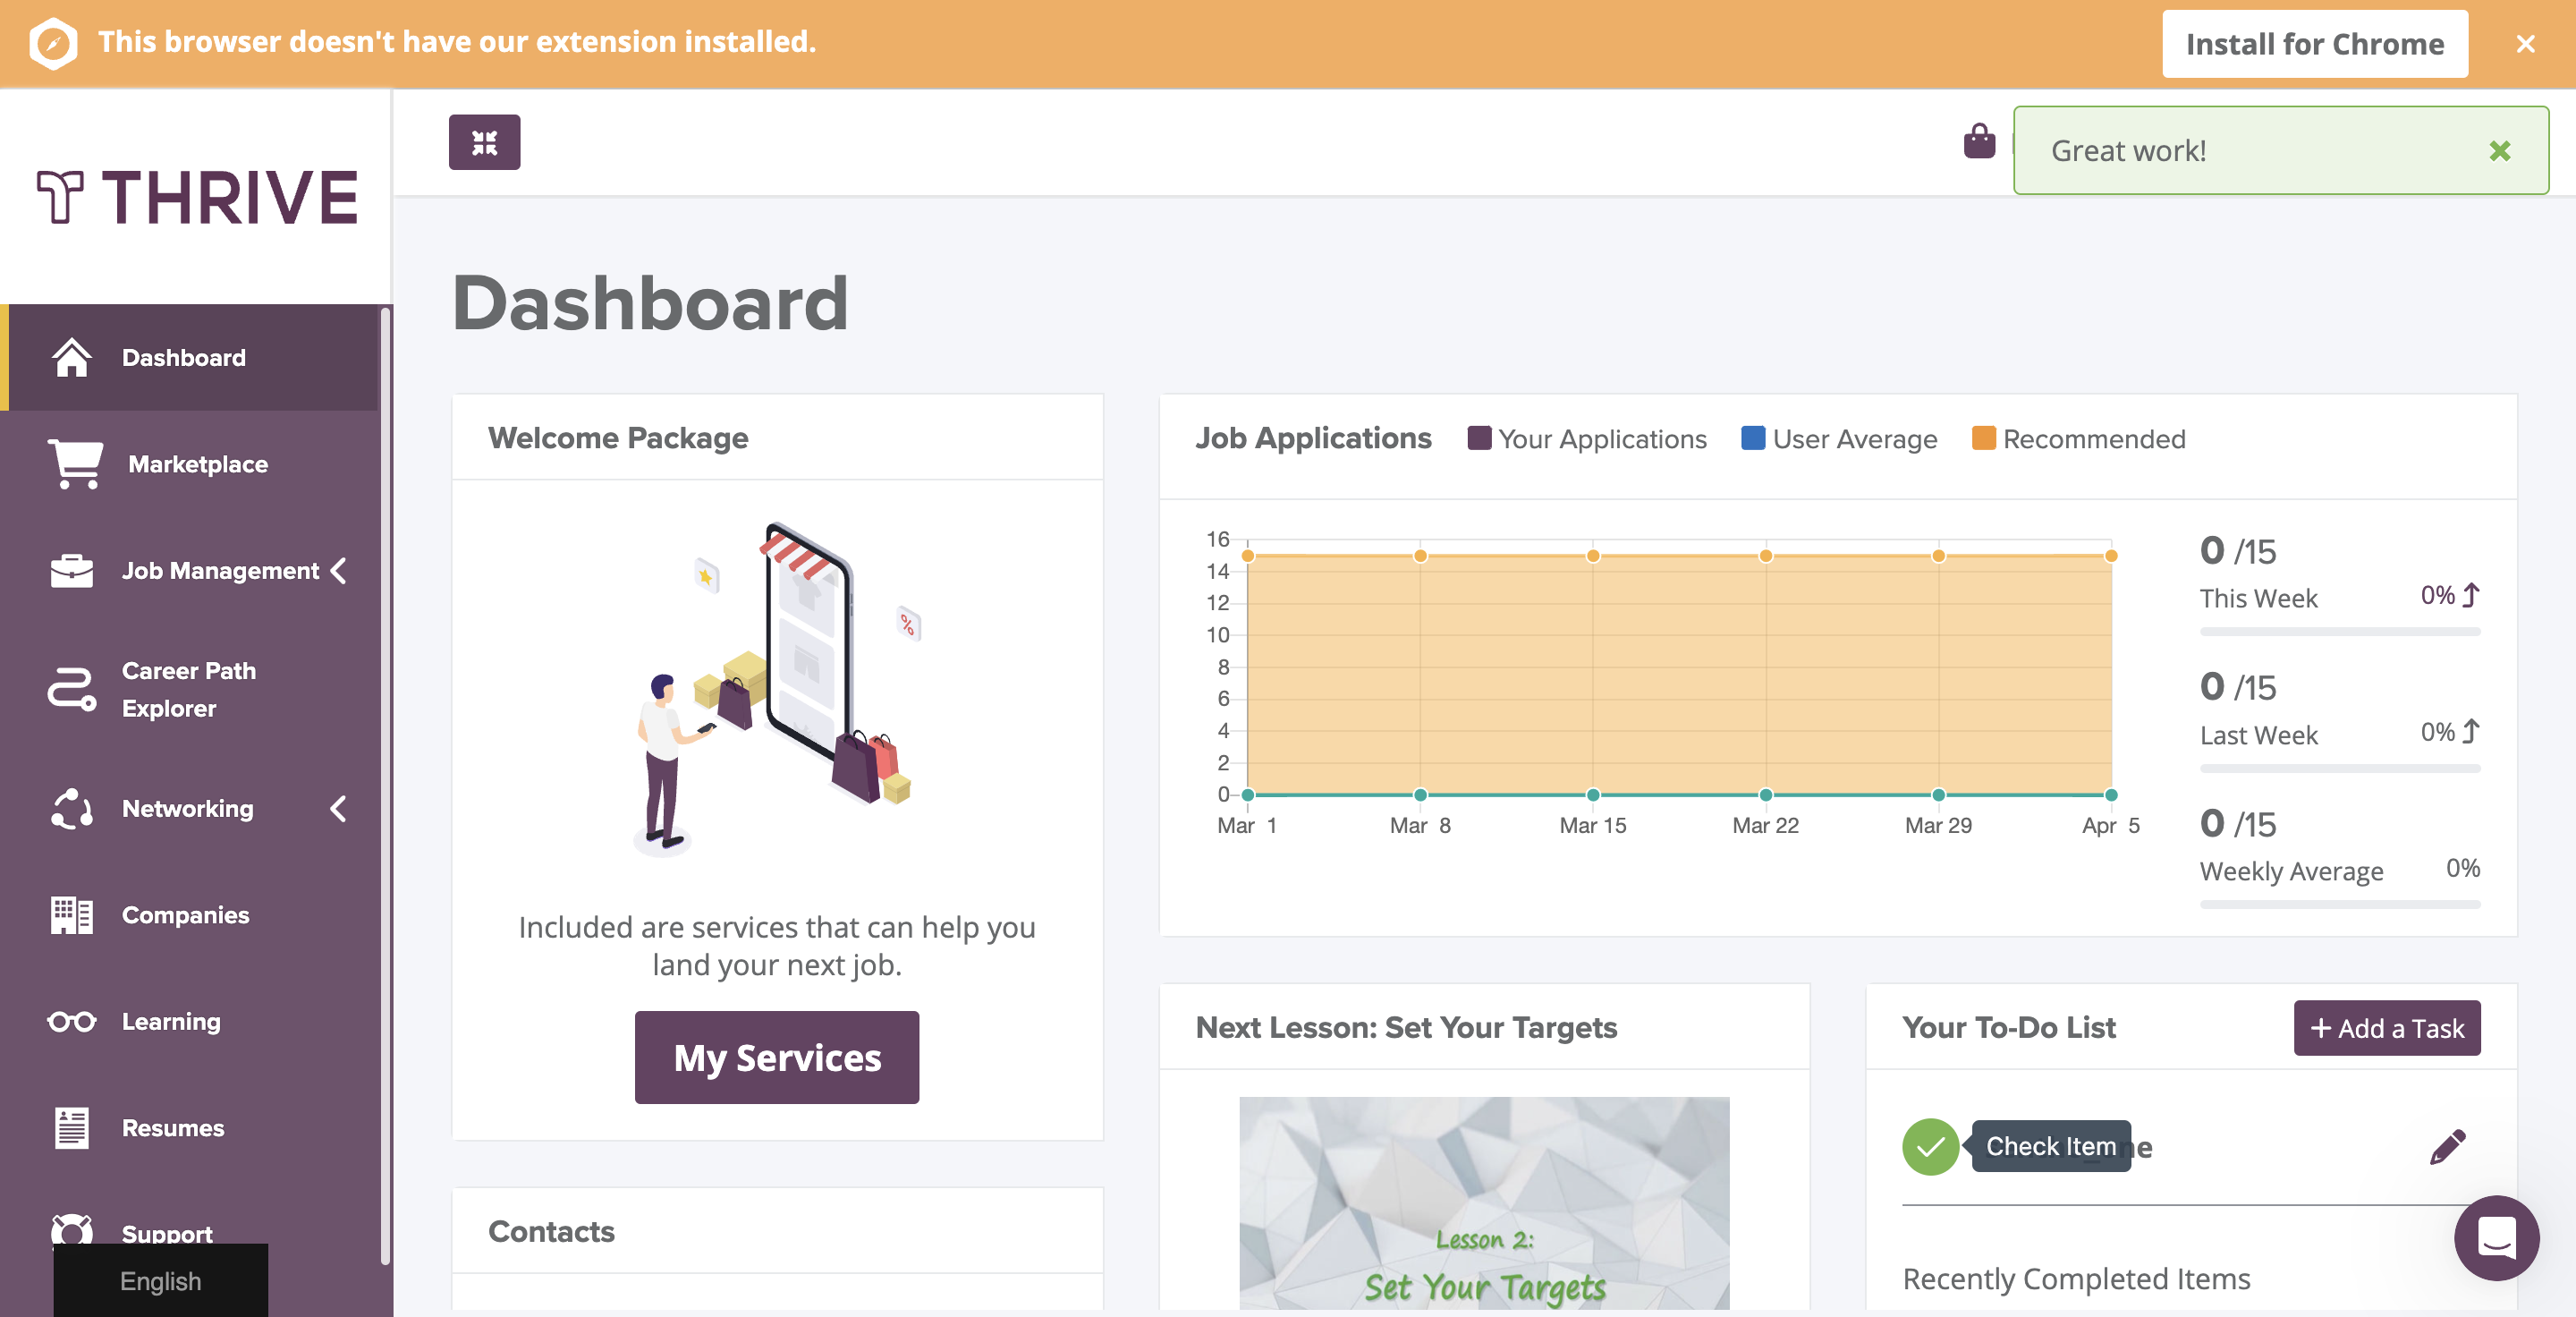 This browser doesn't have our extension installed.
Install for Chrome
THRIVE
Great work!
Dashboard
Marketplace
Job Management
Career Path
Explorer
Networking
Companies
Learning
Resumes
Support
English
Dashboard
Welcome Package
Included are services that can help you
land your next job.
My Services
Contacts
Job Applications
Your Applications
User Average
Recommended
16
14
12
10
8
6
4
2
0
Mar 1
Mar 8
Mar 15
Mar 22
Mar 29
Apr 5
0 /15
This Week
0%
0 /15
Last Week
0%
0 /15
Weekly Average
0%
Next Lesson: Set Your Targets
Lesson 2:
Set Your Targets
Your To-Do List
+ Add a Task
Check Item
Recently Completed Items